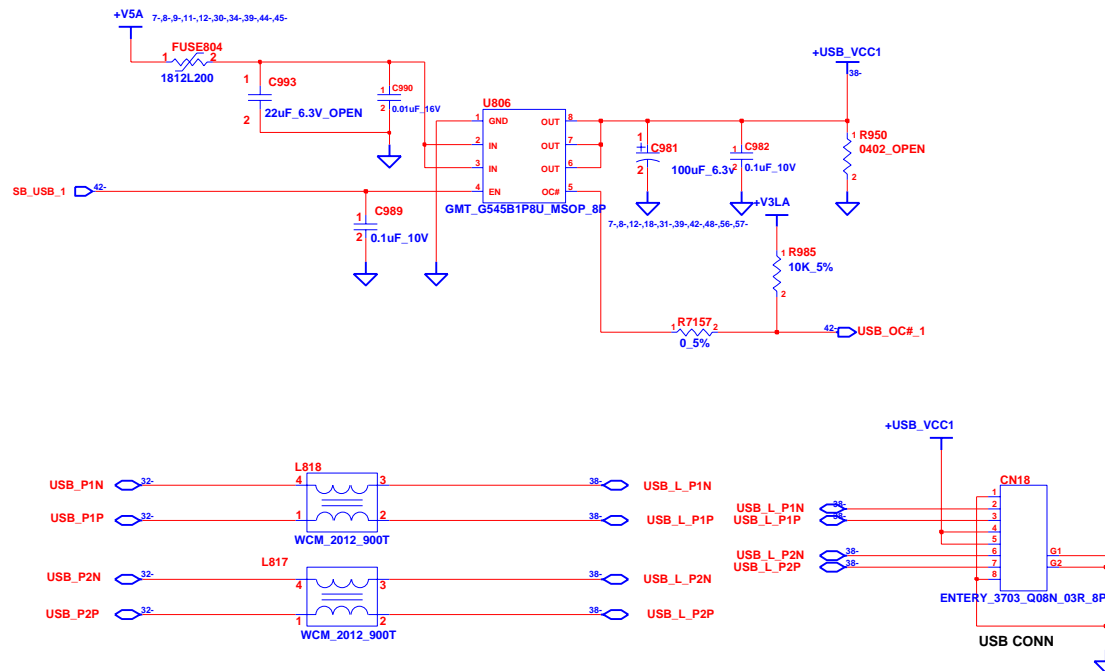 +V5A
7-,8-,9-,11-,12-,30-,34-,39-,44-,45-
FUSE804
1 2
1812L200
1
C993
2
22uF_6.3V_OPEN
1
C990
2
0.01uF_16V
U806
1 GND OUT 8
2 IN OUT 7
3 IN OUT 6
4 EN OC# 5
GMT_G545B1P8U_MSOP_8P
+USB_VCC1
38-
1
+
C981
2
100uF_6.3v
1
C982
2
0.1uF_10V
1
R950
0402_OPEN
2
SB_USB_1
42-
1
C989
2
0.1uF_10V
+V3LA
7-,8-,12-,18-,31-,39-,42-,48-,56-,57-
1
R985
10K_5%
2
R7157
1 2
0_5%
42-
USB_OC#_1
L818
USB_P1N 32- 4 3 38- USB_L_P1N
USB_P1P 32- 1 2 38- USB_L_P1P
WCM_2012_900T
L817
USB_P2N 32- 4 3 38- USB_L_P2N
USB_P2P 32- 1 2 38- USB_L_P2P
WCM_2012_900T
+USB_VCC1
CN18
1
USB_L_P1N 38- 2
USB_L_P1P 38- 3
4
5
USB_L_P2N 38- 6 G1
USB_L_P2P 38- 7 G2
8
ENTERY_3703_Q08N_03R_8P
USB CONN